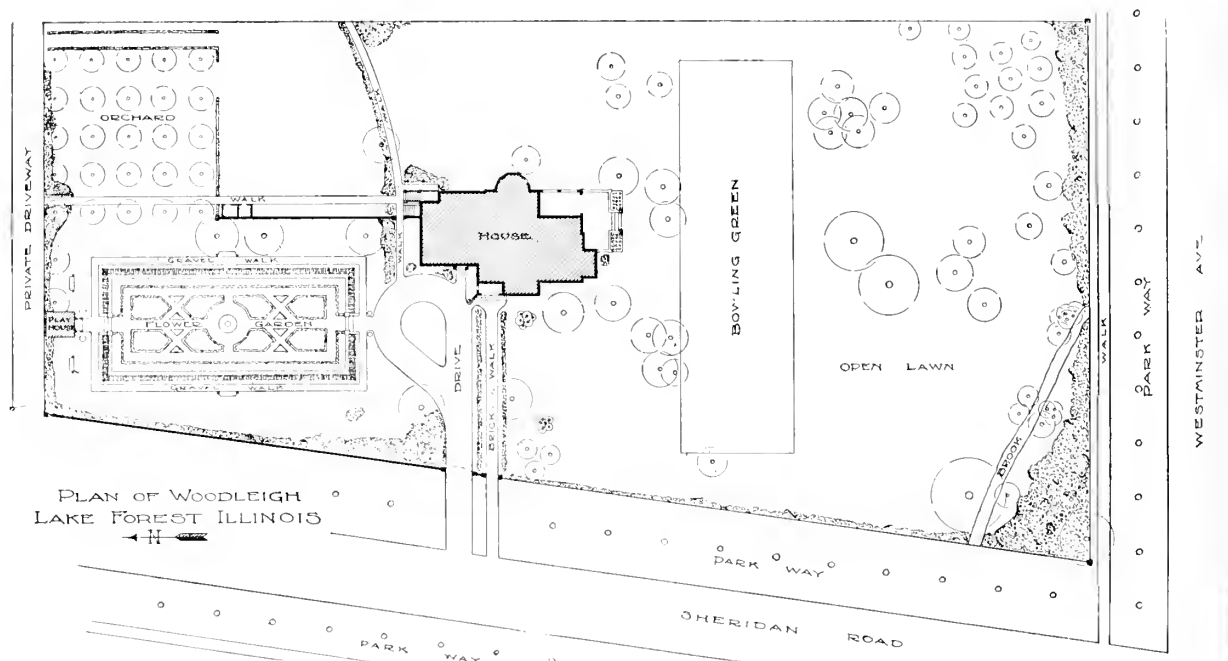 ORCHARD
PRIVATE DRIVEWAY
WALK
HOUSE
WALK
GRAVEL WALK
PLAY
HOUSE
FLOWER GARDEN
GRAVEL WALK
DRIVE
BRICK WALK
BOWLING GREEN
OPEN LAWN
BROOK
WALK
PARK WAY
WESTMINSTER AVE.
PLAN OF WOODLEIGH
LAKE FOREST ILLINOIS
N
PARK WAY
SHERIDAN ROAD
PARK WAY